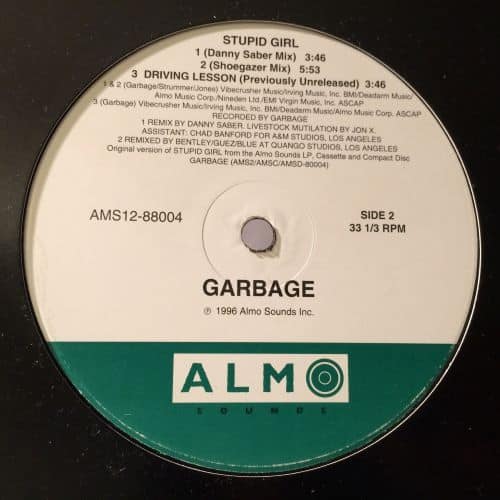 STUPID GIRL
1 (Danny Saber Mix) 3:46
2 (Shoegazer Mix) 5:53
3 DRIVING LESSON (Previously Unreleased) 3:46
1 & 2 (Garbage/Strummer/Jones) Vibecrusher Music/Irving Music, Inc. BMI/Deadarm Music/
Almo Music Corp./Nineden Ltd./EMI Virgin Music, Inc. ASCAP
3 (Garbage) Vibecrusher Music/Irving Music, Inc. BMI/Deadarm Music/Almo Music Corp. ASCAP
RECORDED BY GARBAGE
1 REMIX BY DANNY SABER. LIVESTOCK MUTILATION BY JON X.
ASSISTANT: CHAD BANFORD FOR A&M STUDIOS, LOS ANGELES
2 REMIXED BY BENTLEY/GUEZ/BLUE AT QUANGO STUDIOS, LOS ANGELES
Original version of STUPID GIRL from the Almo Sounds LP, Cassette and Compact Disc
GARBAGE (AMS2/AMSC/AMSD-80004)
AMS12-88004
SIDE 2
33 1/3 RPM
GARBAGE
℗ 1996 Almo Sounds Inc.
ALMO
SOUNDS